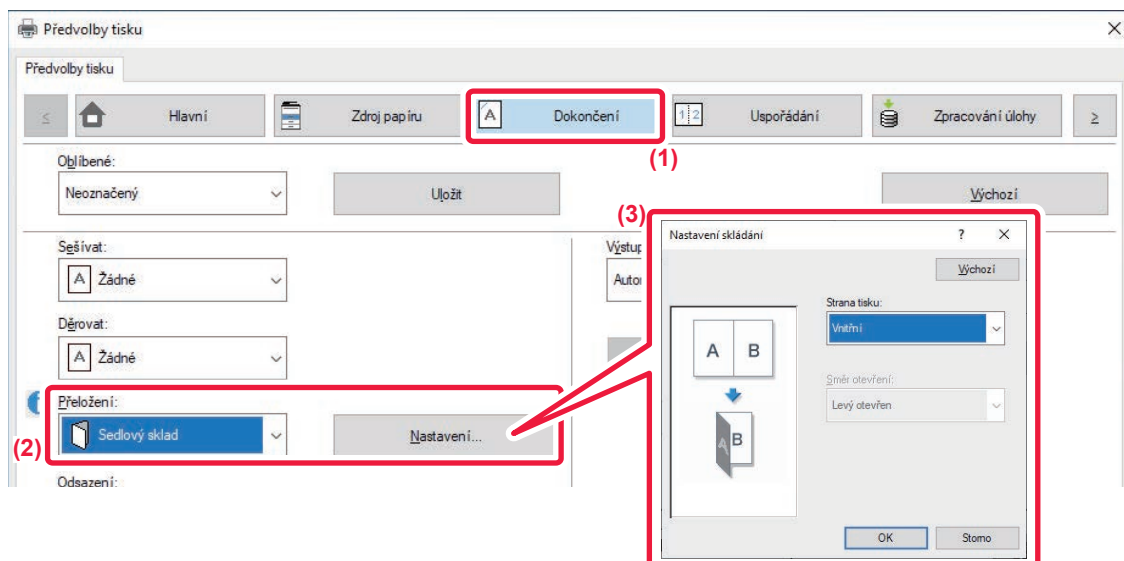 Předvolby tisku
Předvolby tisku
< Hlavní Zdroj papíru A Dokončení 1 2 Uspořádání Zpracování úlohy >
(1)
Oblíbené:
Neoznačený Uložit Výchozí
(3)
Nastavení skládání ? ×
Sešívat:
A Žádné
Výchozí
Strana tisku:
Vnitřní
Děrovat:
A Žádné
A B
Směr otevření:
Levý otevřen
Přeložení:
(2) Sedlový sklad Nastavení...
A B
Odsazení:
OK Storno